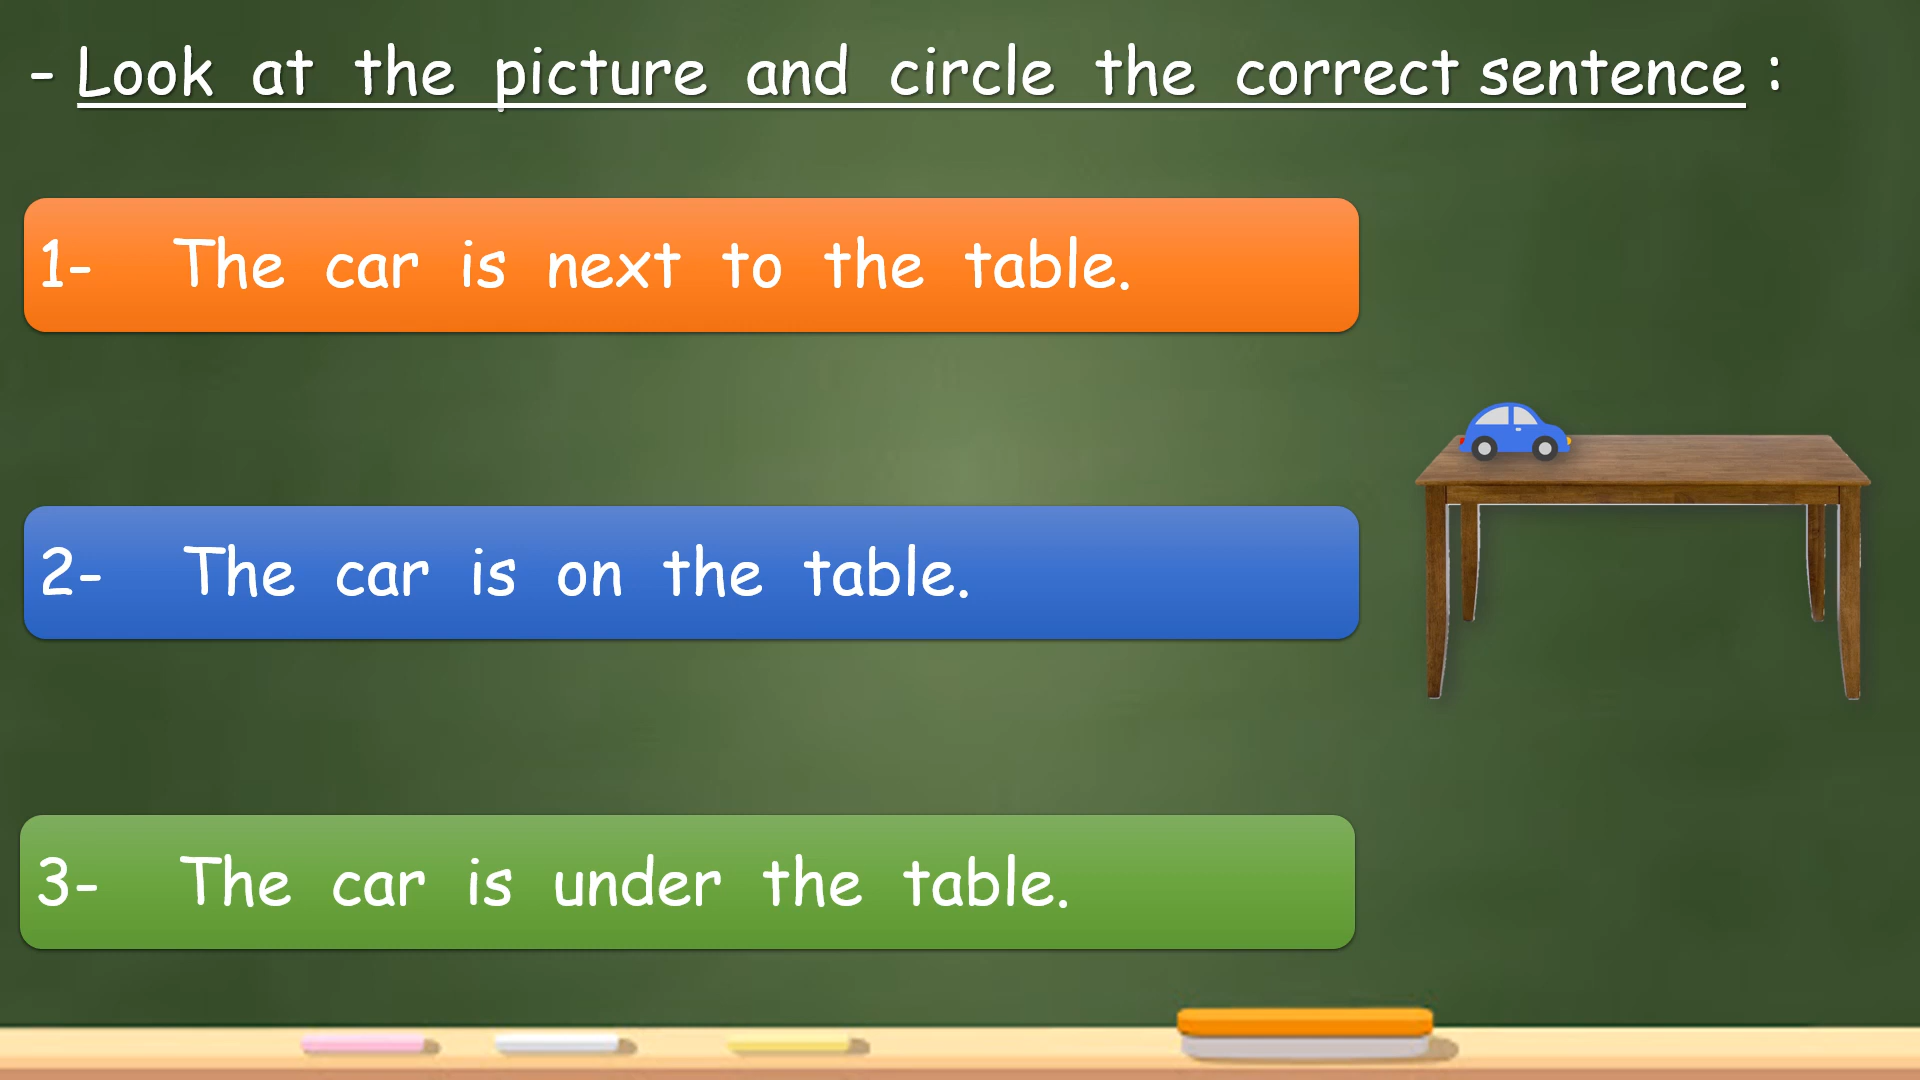 - Look at the picture and circle the correct sentence :
1- The car is next to the table.
2- The car is on the table.
3- The car is under the table.